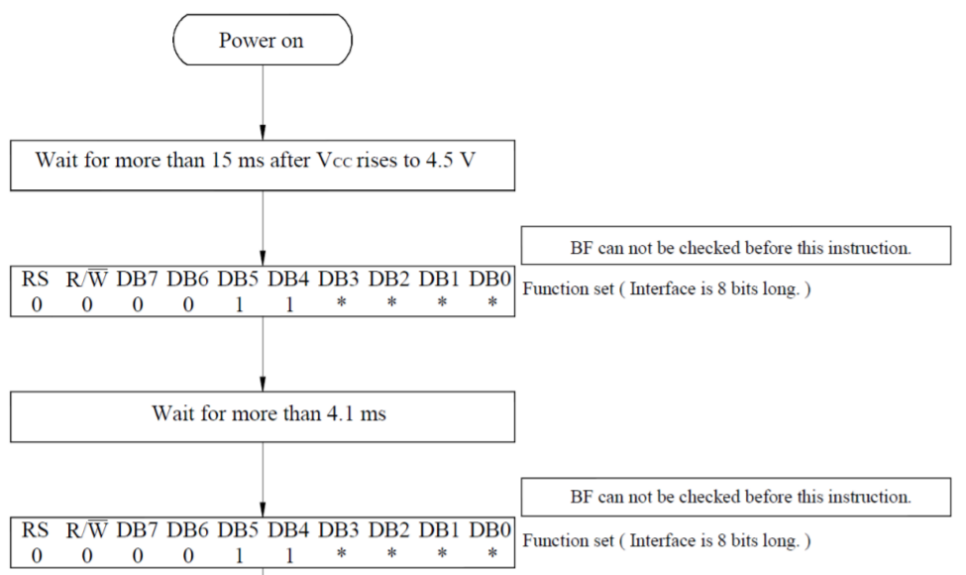 Power on
Wait for more than 15 ms after Vcc rises to 4.5 V
BF can not be checked before this instruction.
RS R/W̅ DB7 DB6 DB5 DB4 DB3 DB2 DB1 DB0
0 0 0 0 1 1 * * * *
Function set ( Interface is 8 bits long. )
Wait for more than 4.1 ms
BF can not be checked before this instruction.
RS R/W̅ DB7 DB6 DB5 DB4 DB3 DB2 DB1 DB0
0 0 0 0 1 1 * * * *
Function set ( Interface is 8 bits long. )